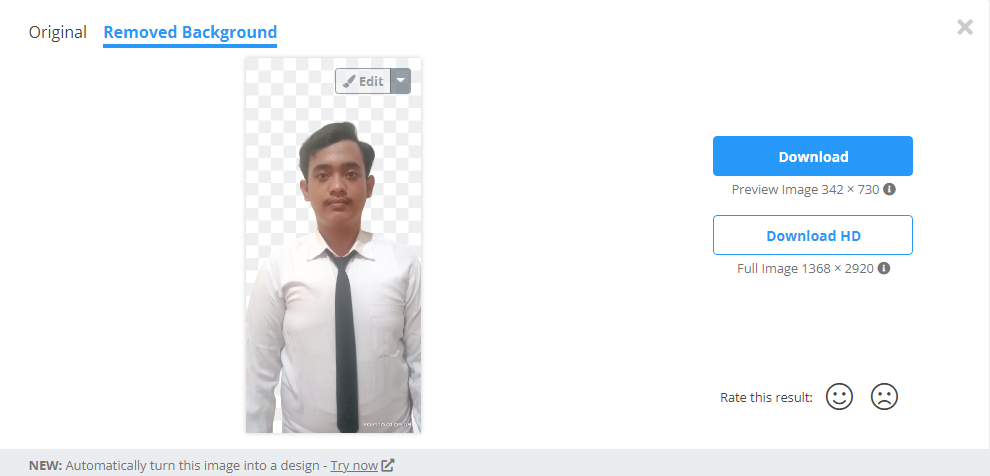 Original
Removed Background
Edit
Download
Preview Image 342 × 730
Download HD
Full Image 1368 × 2920
Rate this result:
NEW: Automatically turn this image into a design - Try now